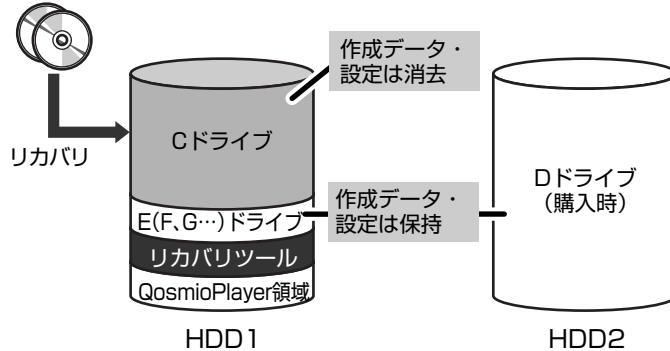 作成データ・
設定は消去
Cドライブ
リカバリ
作成データ・
設定は保持
Dドライブ
(購入時)
E(F、G…)ドライブ
リカバリツール
QosmioPlayer領域
HDD1
HDD2